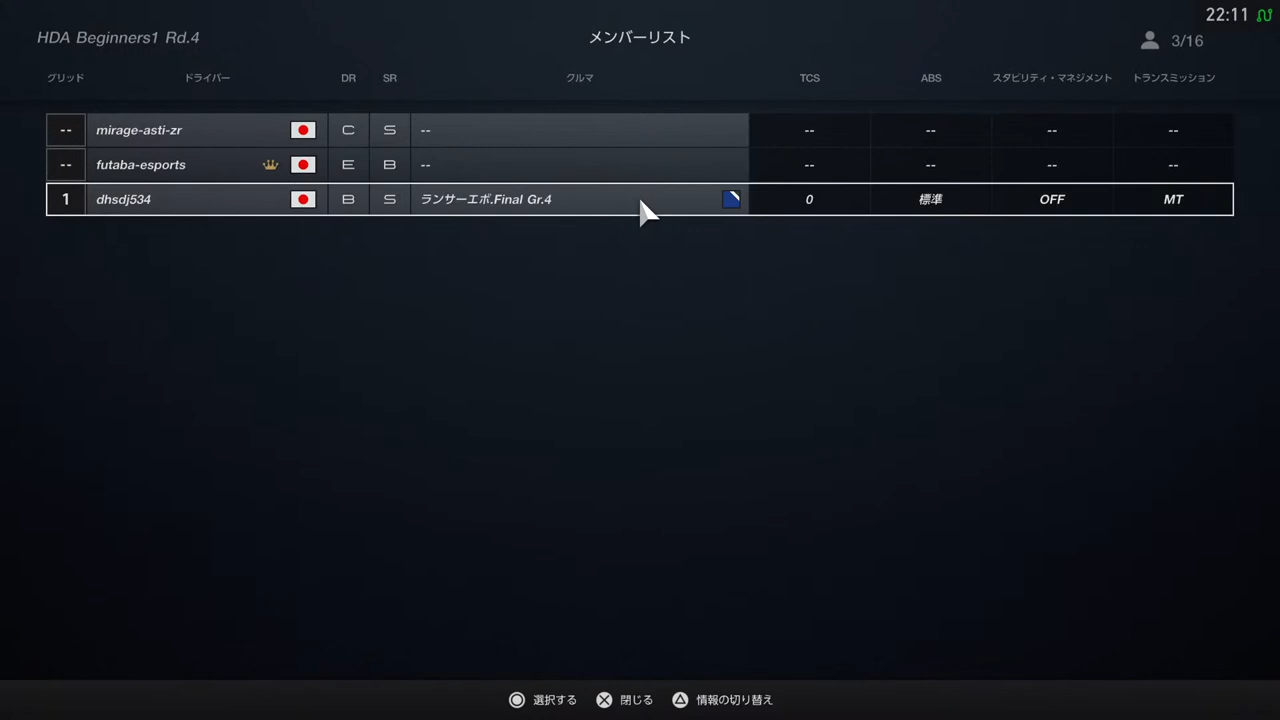 22:11
HDA Beginners1 Rd.4 メンバーリスト 3/16
グリッド ドライバー DR SR クルマ TCS ABS スタビリティ・マネジメント トランスミッション
-- mirage-asti-zr C S -- -- -- -- --
-- futaba-esports E B -- -- -- -- --
1 dhsdj534 B S ランサーエボ.Final Gr.4 0 標準 OFF MT
選択する 閉じる 情報の切り替え